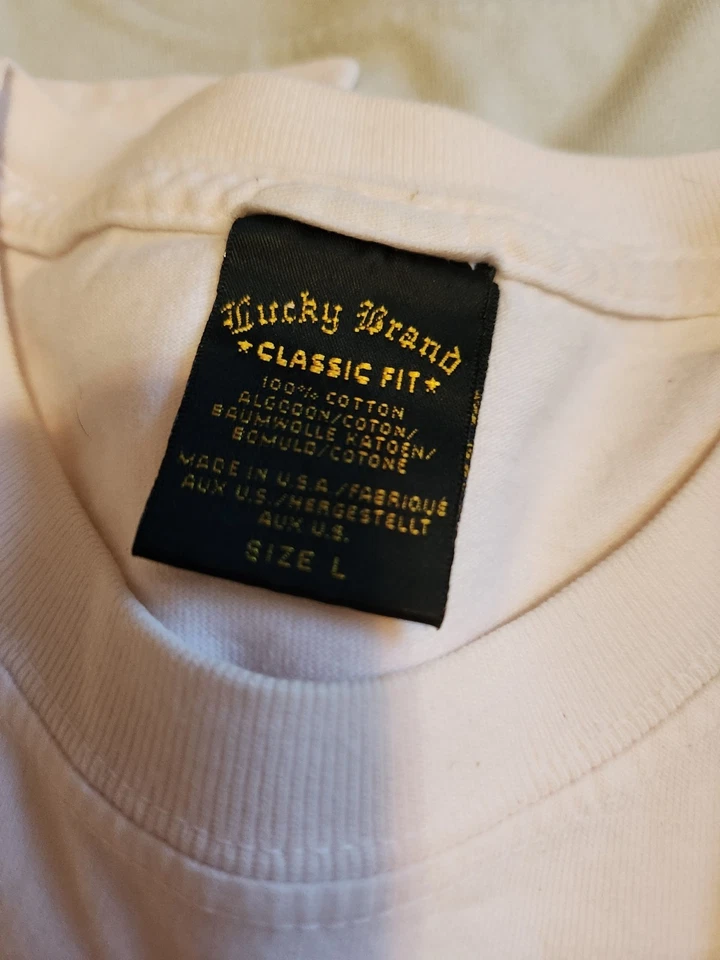 Lucky Brand
★CLASSIC FIT★
100% COTTON
ALGODON/COTON/
BAUMWOLLE KATOEN/
BOMULD/COTONE
MADE IN U.S.A./FABRIQUÉ
AUX U.S./HERGESTELLT
AUX U.S.
SIZE L